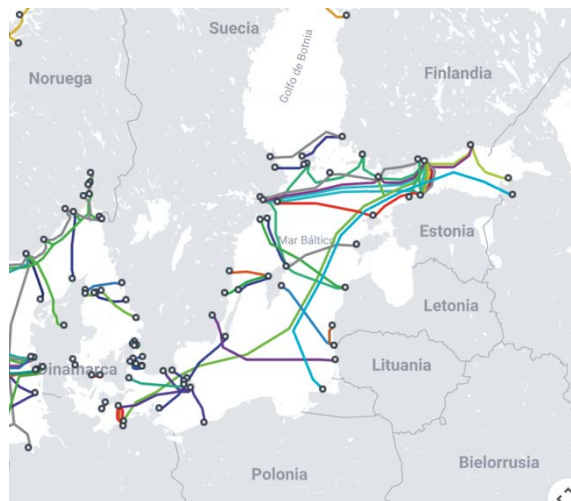 Suecia
Noruega
Golfo de Botnia
Finlandia
Mar Báltico
Estonia
Letonia
Dinamarca
Lituania
Polonia
Bielorrusia